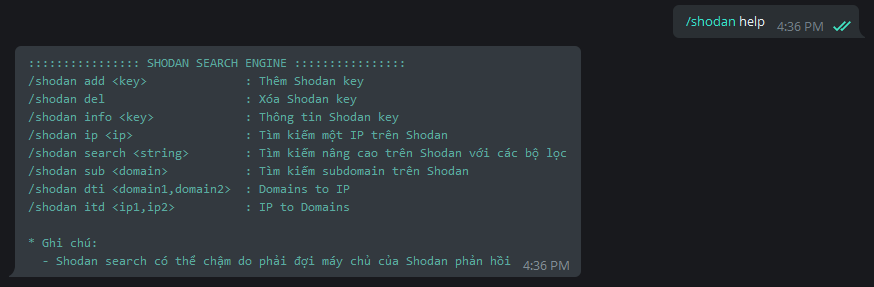 /shodan help
4:36 PM
:::::::::::::::: SHODAN SEARCH ENGINE ::::::::::::::::
/shodan add <key> : Thêm Shodan key
/shodan del : Xóa Shodan key
/shodan info <key> : Thông tin Shodan key
/shodan ip <ip> : Tìm kiếm một IP trên Shodan
/shodan search <string> : Tìm kiếm nâng cao trên Shodan với các bộ lọc
/shodan sub <domain> : Tìm kiếm subdomain trên Shodan
/shodan dti <domain1,domain2> : Domains to IP
/shodan itd <ip1,ip2> : IP to Domains
* Ghi chú:
- Shodan search có thể chậm do phải đợi máy chủ của Shodan phản hồi
4:36 PM